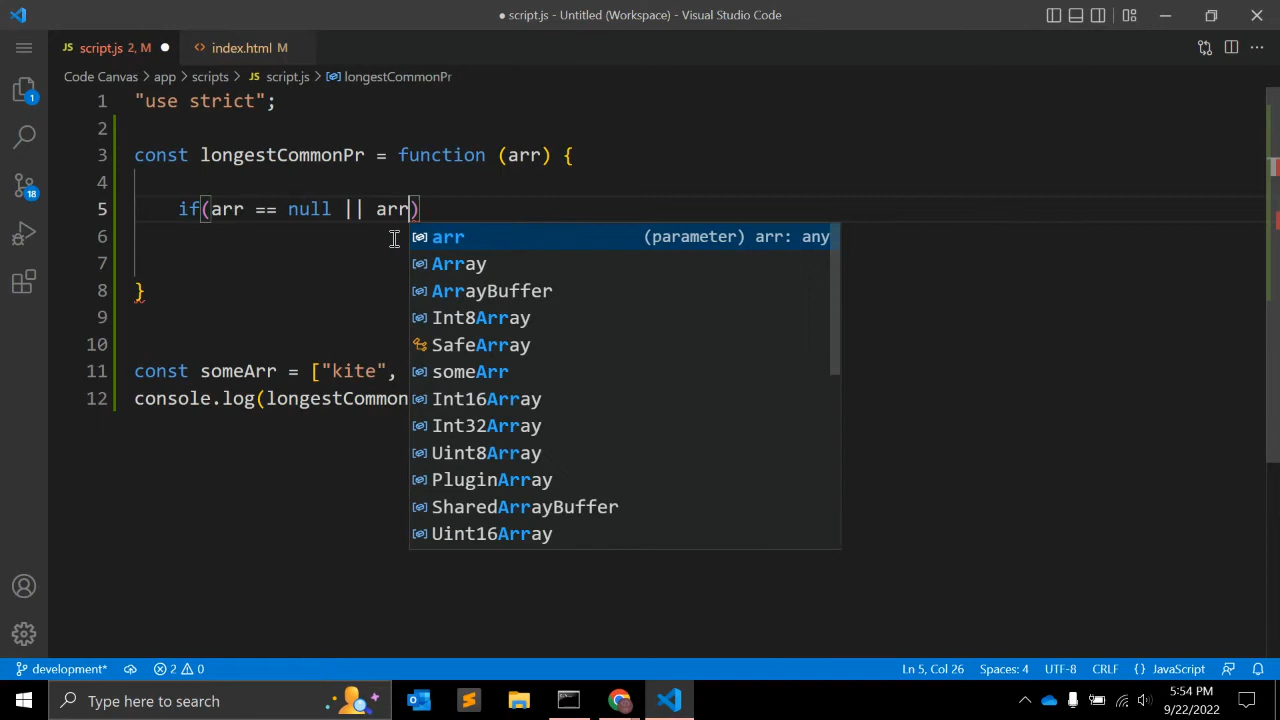 ● script.js - Untitled (Workspace) - Visual Studio Code
JS script.js 2, M ●
<> index.html M
Code Canvas > app > scripts > JS script.js > longestCommonPr
1 "use strict";
2
3 const longestCommonPr = function (arr) {
4
5 if(arr == null || arr)
6
7
8 }
9
10
11 const someArr = ["kite",
12 console.log(longestCommon
arr (parameter) arr: any
Array
ArrayBuffer
Int8Array
SafeArray
someArr
Int16Array
Int32Array
Uint8Array
PluginArray
SharedArrayBuffer
Uint16Array
1
18
development* 2 0 Ln 5, Col 26 Spaces: 4 UTF-8 CRLF {} JavaScript
Type here to search
5:54 PM
9/22/2022